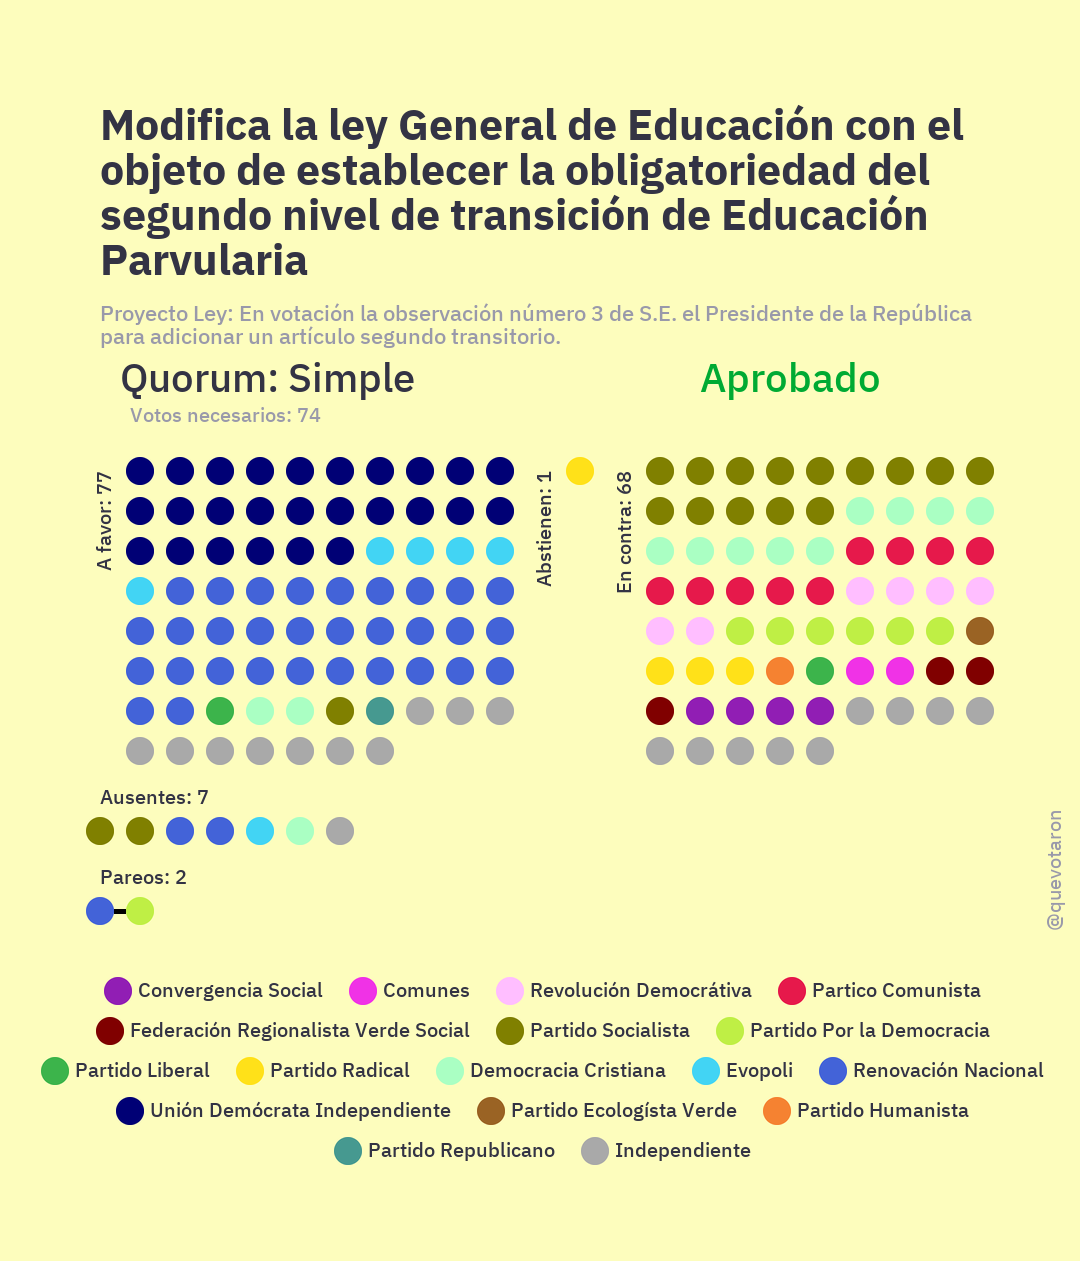 Modifica la ley General de Educación con el
objeto de establecer la obligatoriedad del
segundo nivel de transición de Educación
Parvularia
Proyecto Ley: En votación la observación número 3 de S.E. el Presidente de la República
para adicionar un artículo segundo transitorio.
Quorum: Simple
Aprobado
Votos necesarios: 74
A favor: 77
Abstienen: 1
En contra: 68
Ausentes: 7
Pareos: 2
@quevotaron
Convergencia Social
Comunes
Revolución Democrátiva
Partico Comunista
Federación Regionalista Verde Social
Partido Socialista
Partido Por la Democracia
Partido Liberal
Partido Radical
Democracia Cristiana
Evopoli
Renovación Nacional
Unión Demócrata Independiente
Partido Ecologísta Verde
Partido Humanista
Partido Republicano
Independiente